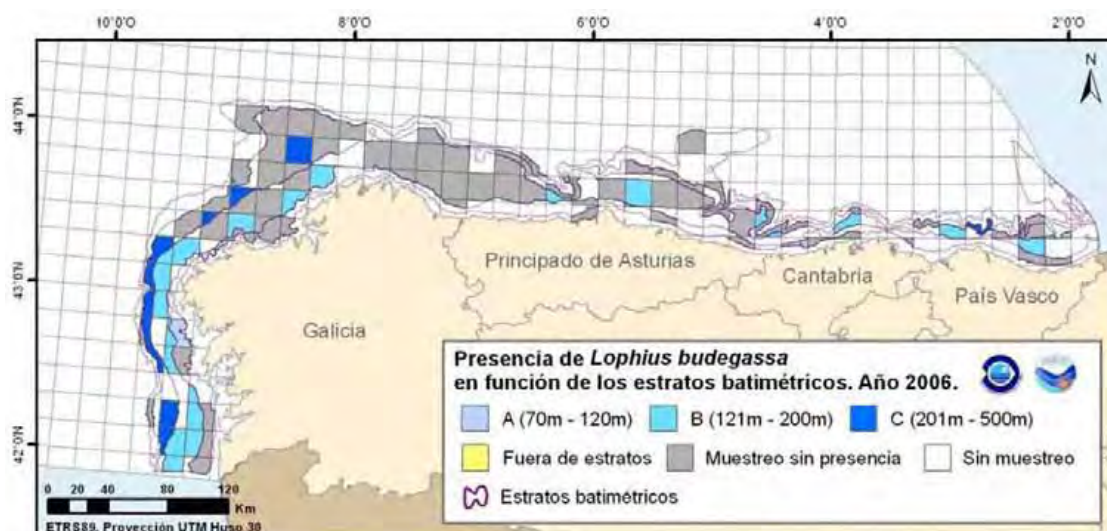 10°0'O 8°0'O 6°0'O 4°0'O 2°0'O
N
44°0'N
43°0'N
42°0'N
Principado de Asturias
Cantabria
País Vasco
Galicia
Presencia de Lophius budegassa
en función de los estratos batimétricos. Año 2006.
A (70m - 120m) B (121m - 200m) C (201m - 500m)
Fuera de estratos Muestreo sin presencia Sin muestreo
Estratos batimétricos
0 20 40 80 120
Km
ETRS89. Proyección UTM Huso 30